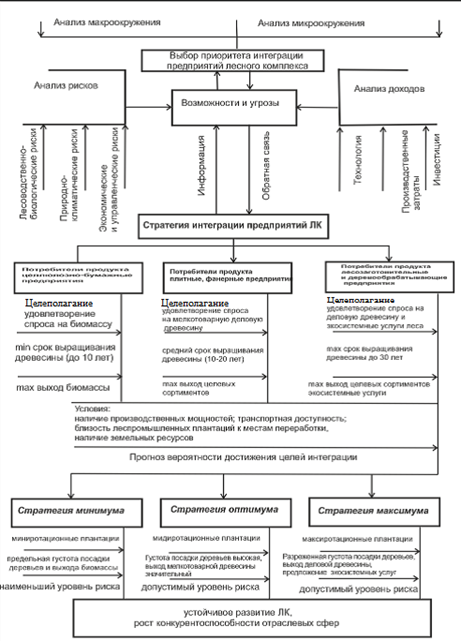 Анализ макроокружения
Анализ микроокружения
Выбор приоритета интеграции
предприятий лесного комплекса
Анализ рисков
Возможности и угрозы
Анализ доходов
Лесоводственно-
биологические риски
Природно-
климатические риски
Экономические
и управленческие риски
Информация
Обратная связь
Технология
Производственные
затраты
Инвестиции
Стратегия интеграции предприятий ЛК
Потребители продукта
целлюлозно-бумажные
предприятия
Потребители продукта
плитные, фанерные предприятия
Потребители продукта
лесозаготовительные
и деревообрабатывающие
предприятия
Целеполагание
удовлетворение
спроса на биомассу
min срок выращивания
древесины (до 10 лет)
max выход биомассы
Целеполагание
удовлетворение спроса
на мелкотоварную деловую
древесину
средний срок выращивания
древесины (10-20 лет)
max выход целевых
сортиментов
Целеполагание
удовлетворение спроса на
деловую древесину и
экосистемные услуги леса
max срок выращивания
древесины до 30 лет
max выход целевых сортиментов
экосистемные услуги
Условия:
наличие производственных мощностей; транспортная доступность;
близость леспромышленных плантаций к местам переработки,
наличие земельных ресурсов
Прогноз вероятности достижения целей интеграции
Стратегия минимума
Стратегия оптимума
Стратегия максимума
миниротационные плантации
предельная густота посадки
деревьев и выхода биомассы
наименьший уровень риска
мидиротационные плантации
Густота посадки деревьев высокая,
выход мелкотоварной древесины
значительный
допустимый уровень риска
максиротационные плантации
Разреженная густота посадки деревьев,
выход деловой древесины,
предложение экосистемных услуг
допустимый уровень риска
устойчивое развитие ЛК,
рост конкурентоспособности отраслевых сфер